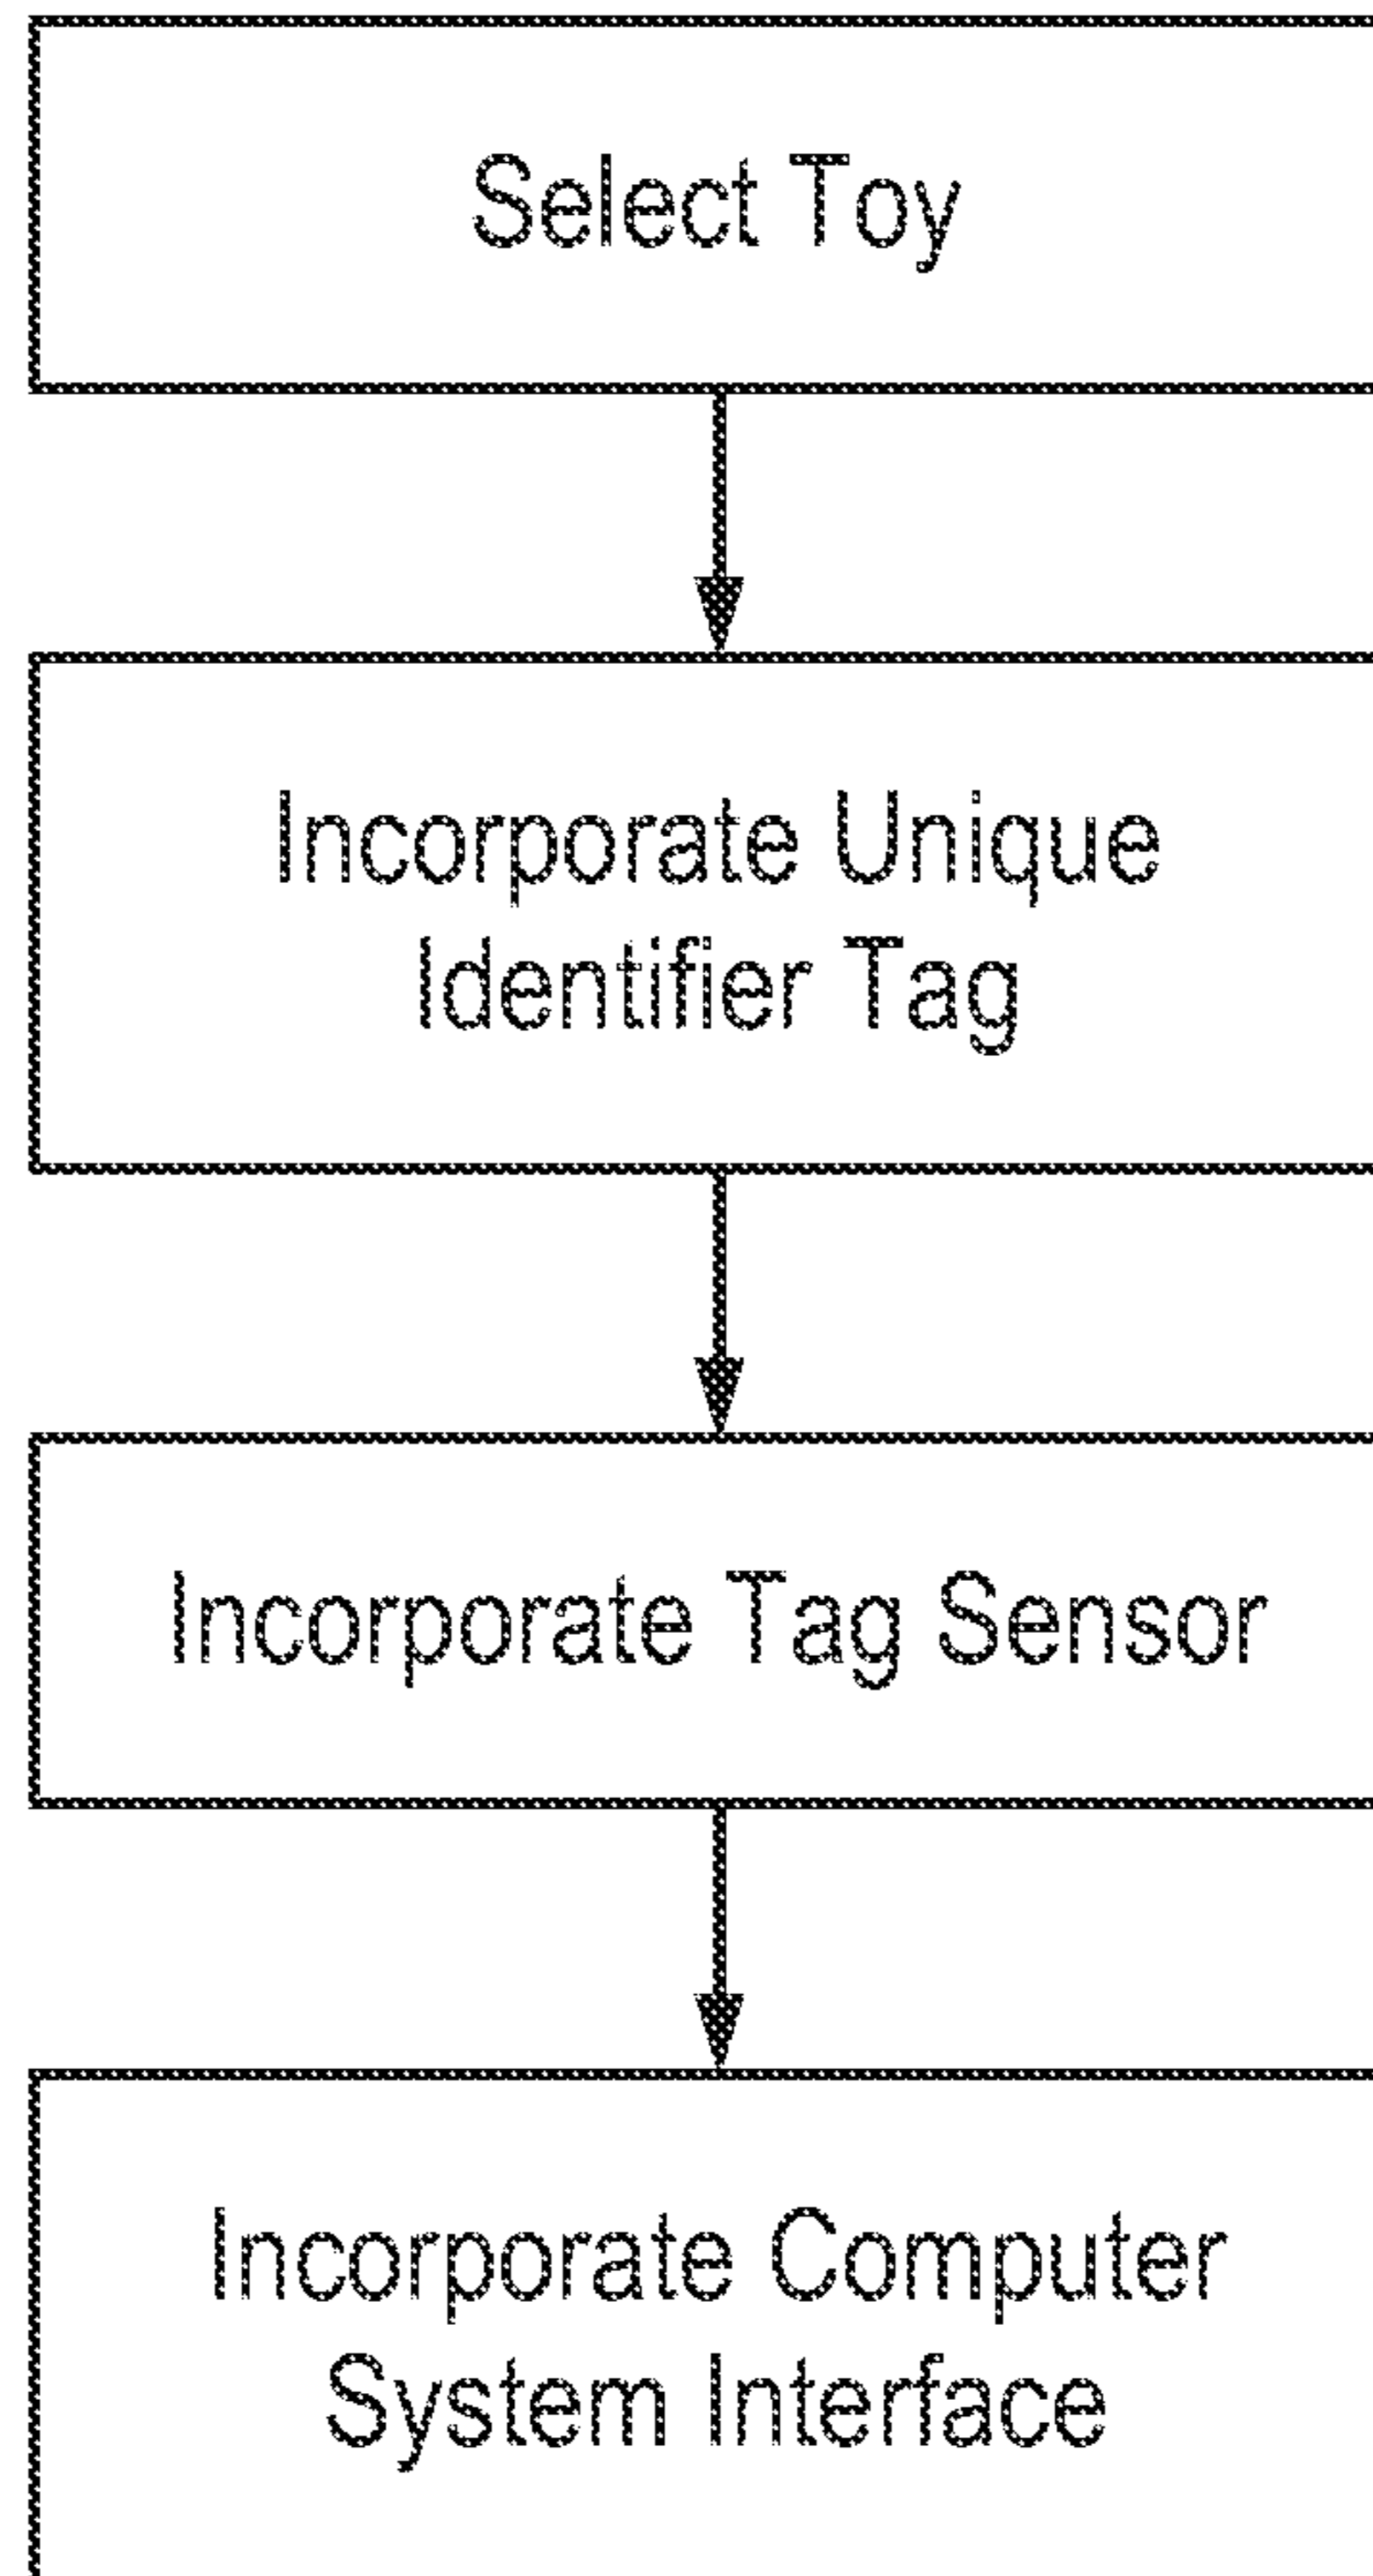 Select Toy
Incorporate Unique
Identifier Tag
Incorporate Tag Sensor
Incorporate Computer
System Interface